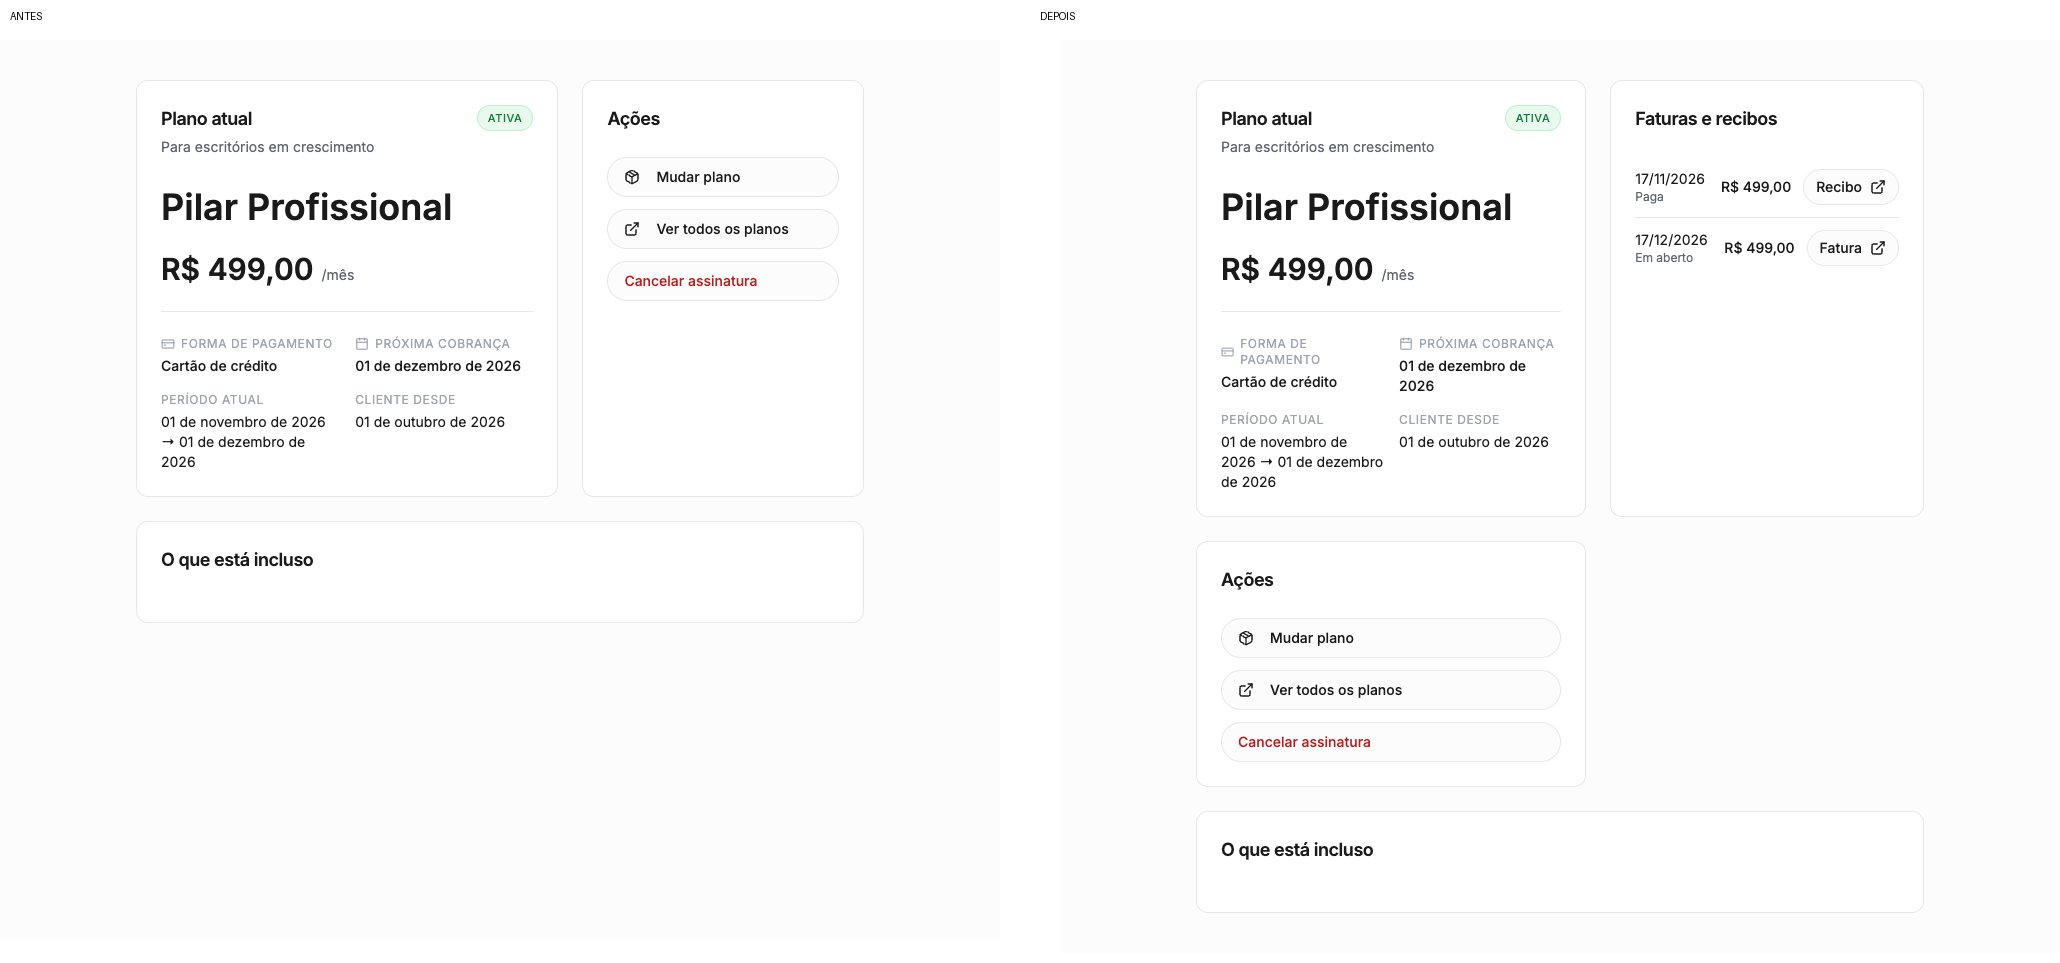 ANTES
Plano atual
ATIVA
Para escritórios em crescimento
Pilar Profissional
R$ 499,00 /mês
FORMA DE PAGAMENTO
Cartão de crédito
PRÓXIMA COBRANÇA
01 de dezembro de 2026
PERÍODO ATUAL
01 de novembro de 2026
→ 01 de dezembro de
2026
CLIENTE DESDE
01 de outubro de 2026
Ações
Mudar plano
Ver todos os planos
Cancelar assinatura
O que está incluso
DEPOIS
Plano atual
ATIVA
Para escritórios em crescimento
Pilar Profissional
R$ 499,00 /mês
FORMA DE
PAGAMENTO
Cartão de crédito
PRÓXIMA COBRANÇA
01 de dezembro de
2026
PERÍODO ATUAL
01 de novembro de
2026 → 01 de dezembro
de 2026
CLIENTE DESDE
01 de outubro de 2026
Faturas e recibos
17/11/2026
Paga
R$ 499,00
Recibo
17/12/2026
Em aberto
R$ 499,00
Fatura
Ações
Mudar plano
Ver todos os planos
Cancelar assinatura
O que está incluso